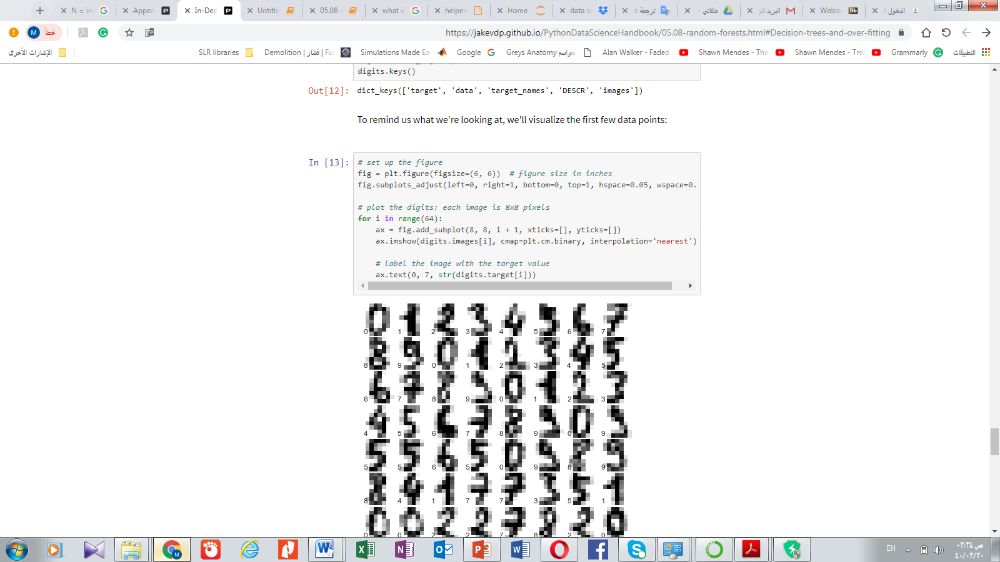 N = in
Appen
In-Dep
Untitle
05.08-
what is
helper
Home
data sc
ترجمة
ملفاتي -
البريد الو
Welco
الدخول
خطأ
M
https://jakevdp.github.io/PythonDataScienceHandbook/05.08-random-forests.html#Decision-trees-and-over-fitting
الإشارات الأخرى
SLR libraries
Demolition | فشار | Fu
Simulations Made Ea
Google
Greys Anatomy مواسم
Alan Walker - Faded
Shawn Mendes - The
Shawn Mendes - Trea
Grammarly
التطبيقات
digits.keys()
Out[12]: dict_keys(['target', 'data', 'target_names', 'DESCR', 'images'])
To remind us what we're looking at, we'll visualize the first few data points:
In [13]: # set up the figure
fig = plt.figure(figsize=(6, 6))  # figure size in inches
fig.subplots_adjust(left=0, right=1, bottom=0, top=1, hspace=0.05, wspace=0.
# plot the digits: each image is 8x8 pixels
for i in range(64):
ax = fig.add_subplot(8, 8, i + 1, xticks=[], yticks=[])
ax.imshow(digits.images[i], cmap=plt.cm.binary, interpolation='nearest')
# label the image with the target value
ax.text(0, 7, str(digits.target[i]))
0 1 2 3 4 5 6 7
8 9 0 1 2 3 4 5
6 7 8 9 0 1 2 3
4 5 6 7 8 9 0 9
5 5 6 5 0 9 8 9
8 4 1 7 7 3 5 1
0 0 2 2 7 8 2 0
EN
٠٣:٣٤ ص
٤٠/٠٣/٢٠